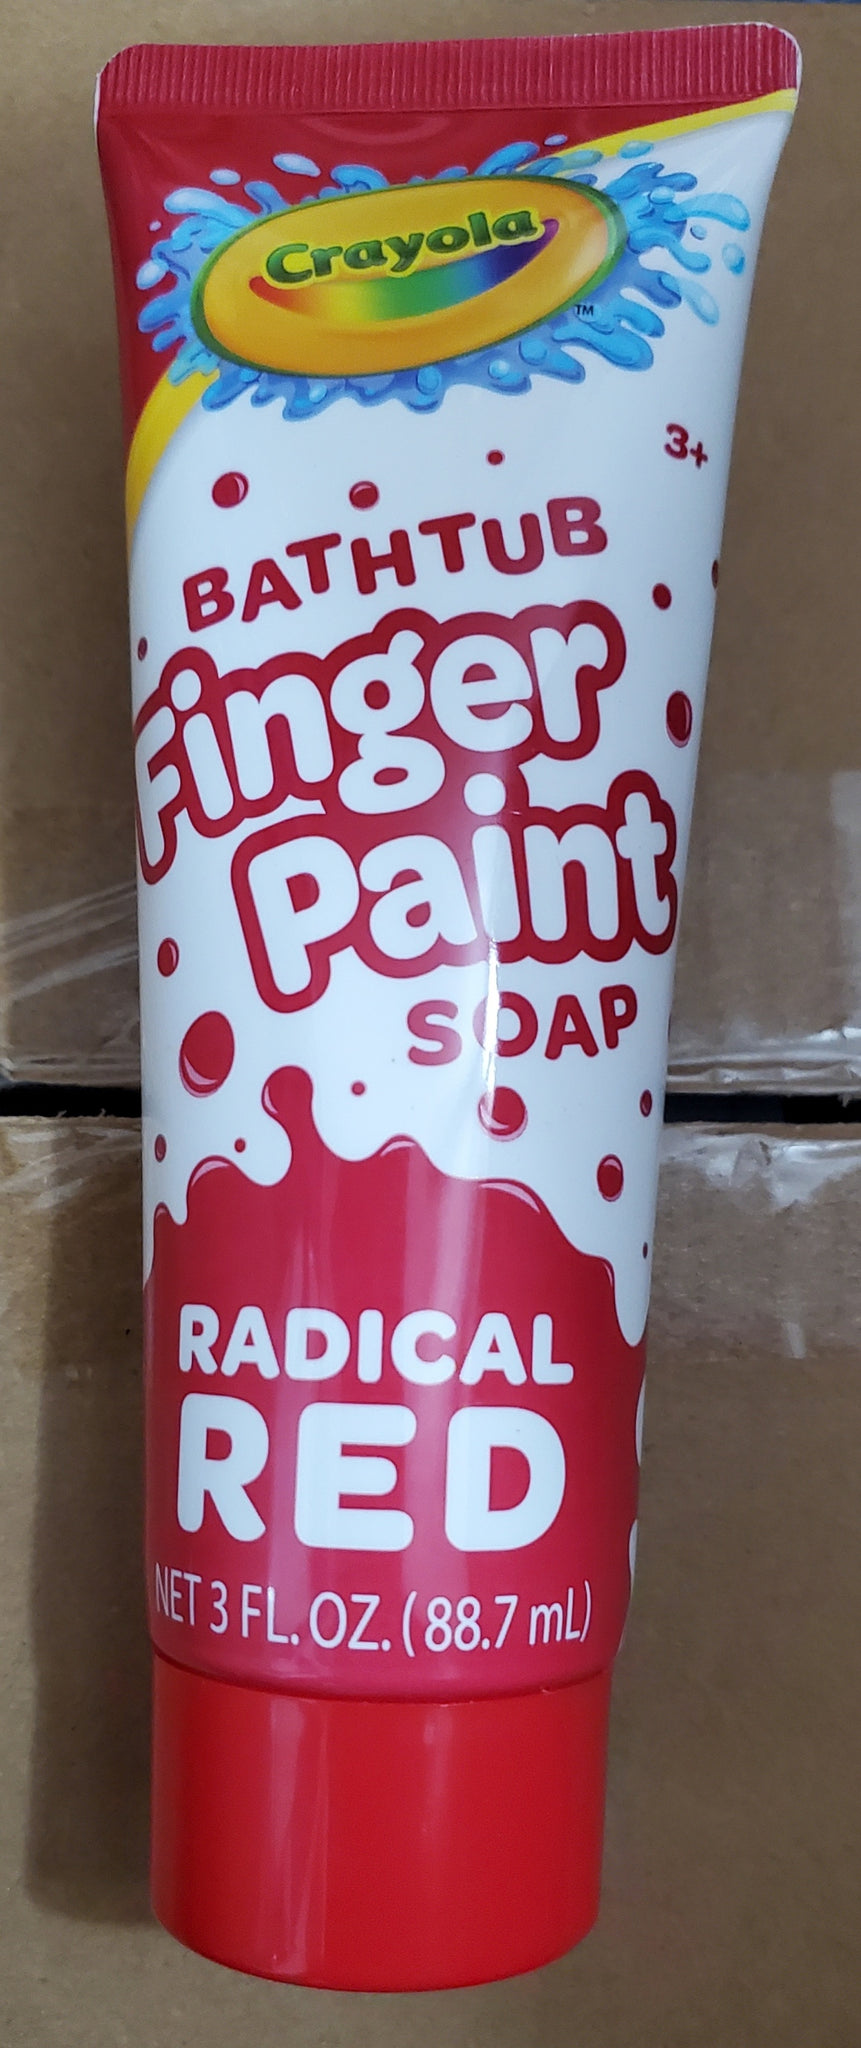 Crayola
™
3+
BATHTUB
Finger
Paint
SOAP
RADICAL
RED
NET 3 FL. OZ. (88.7 mL)